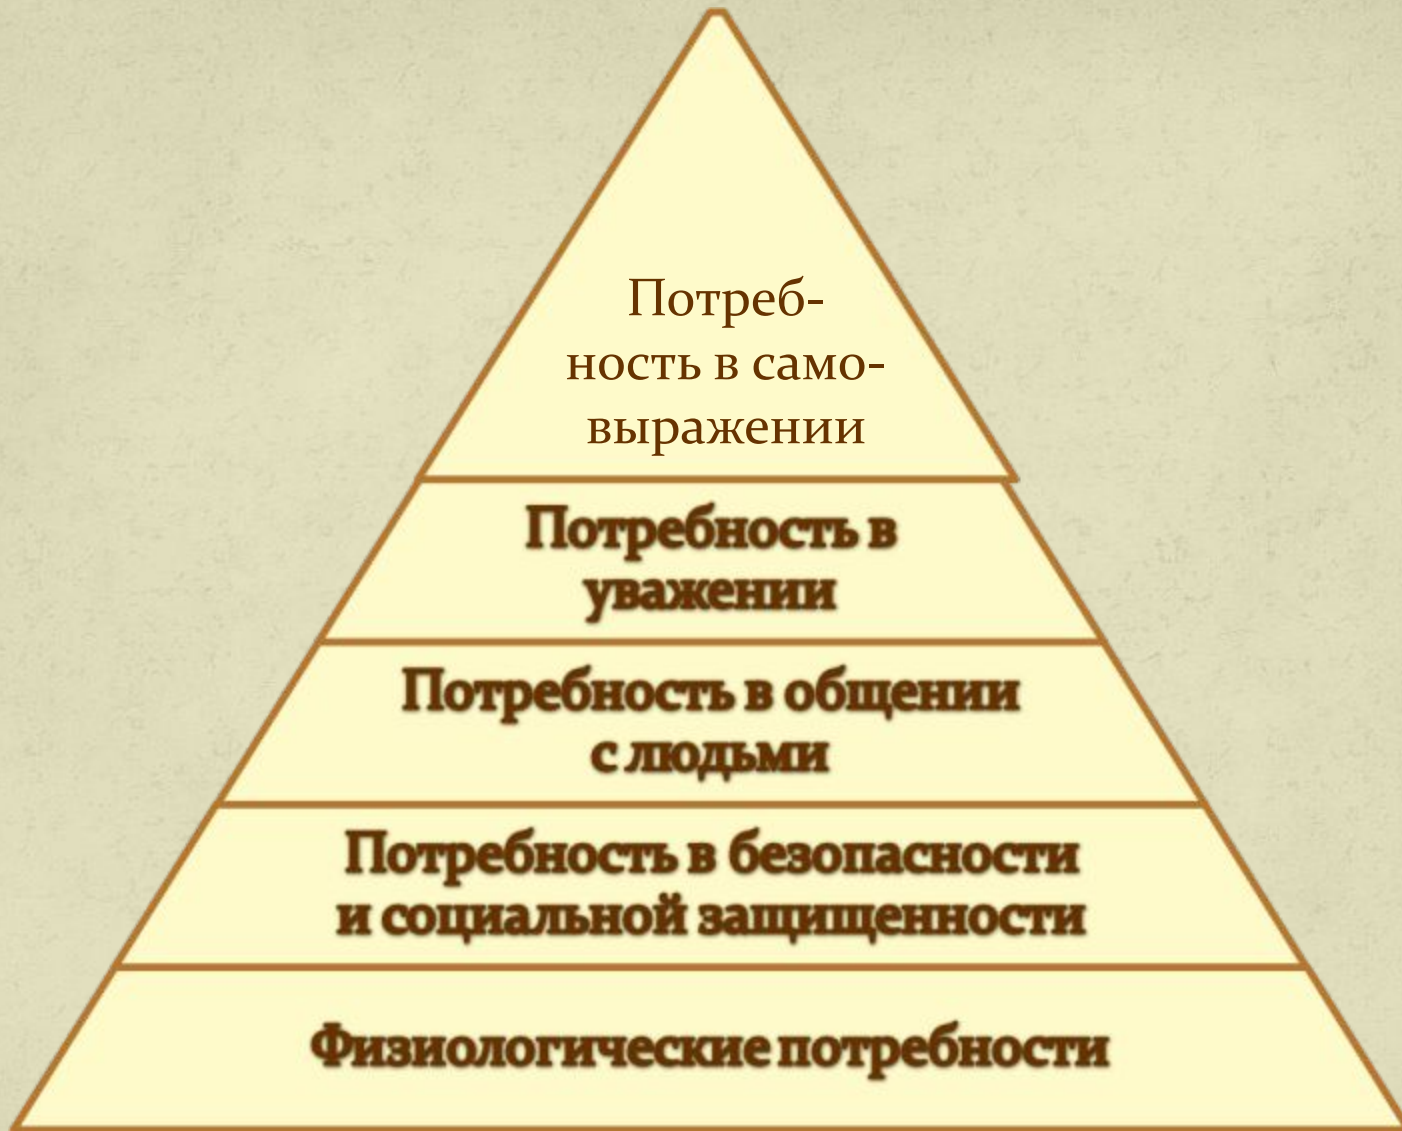 Потреб-
ность в само-
выражении
Потребность в
уважении
Потребность в общении
с людьми
Потребность в безопасности
и социальной защищенности
Физиологические потребности